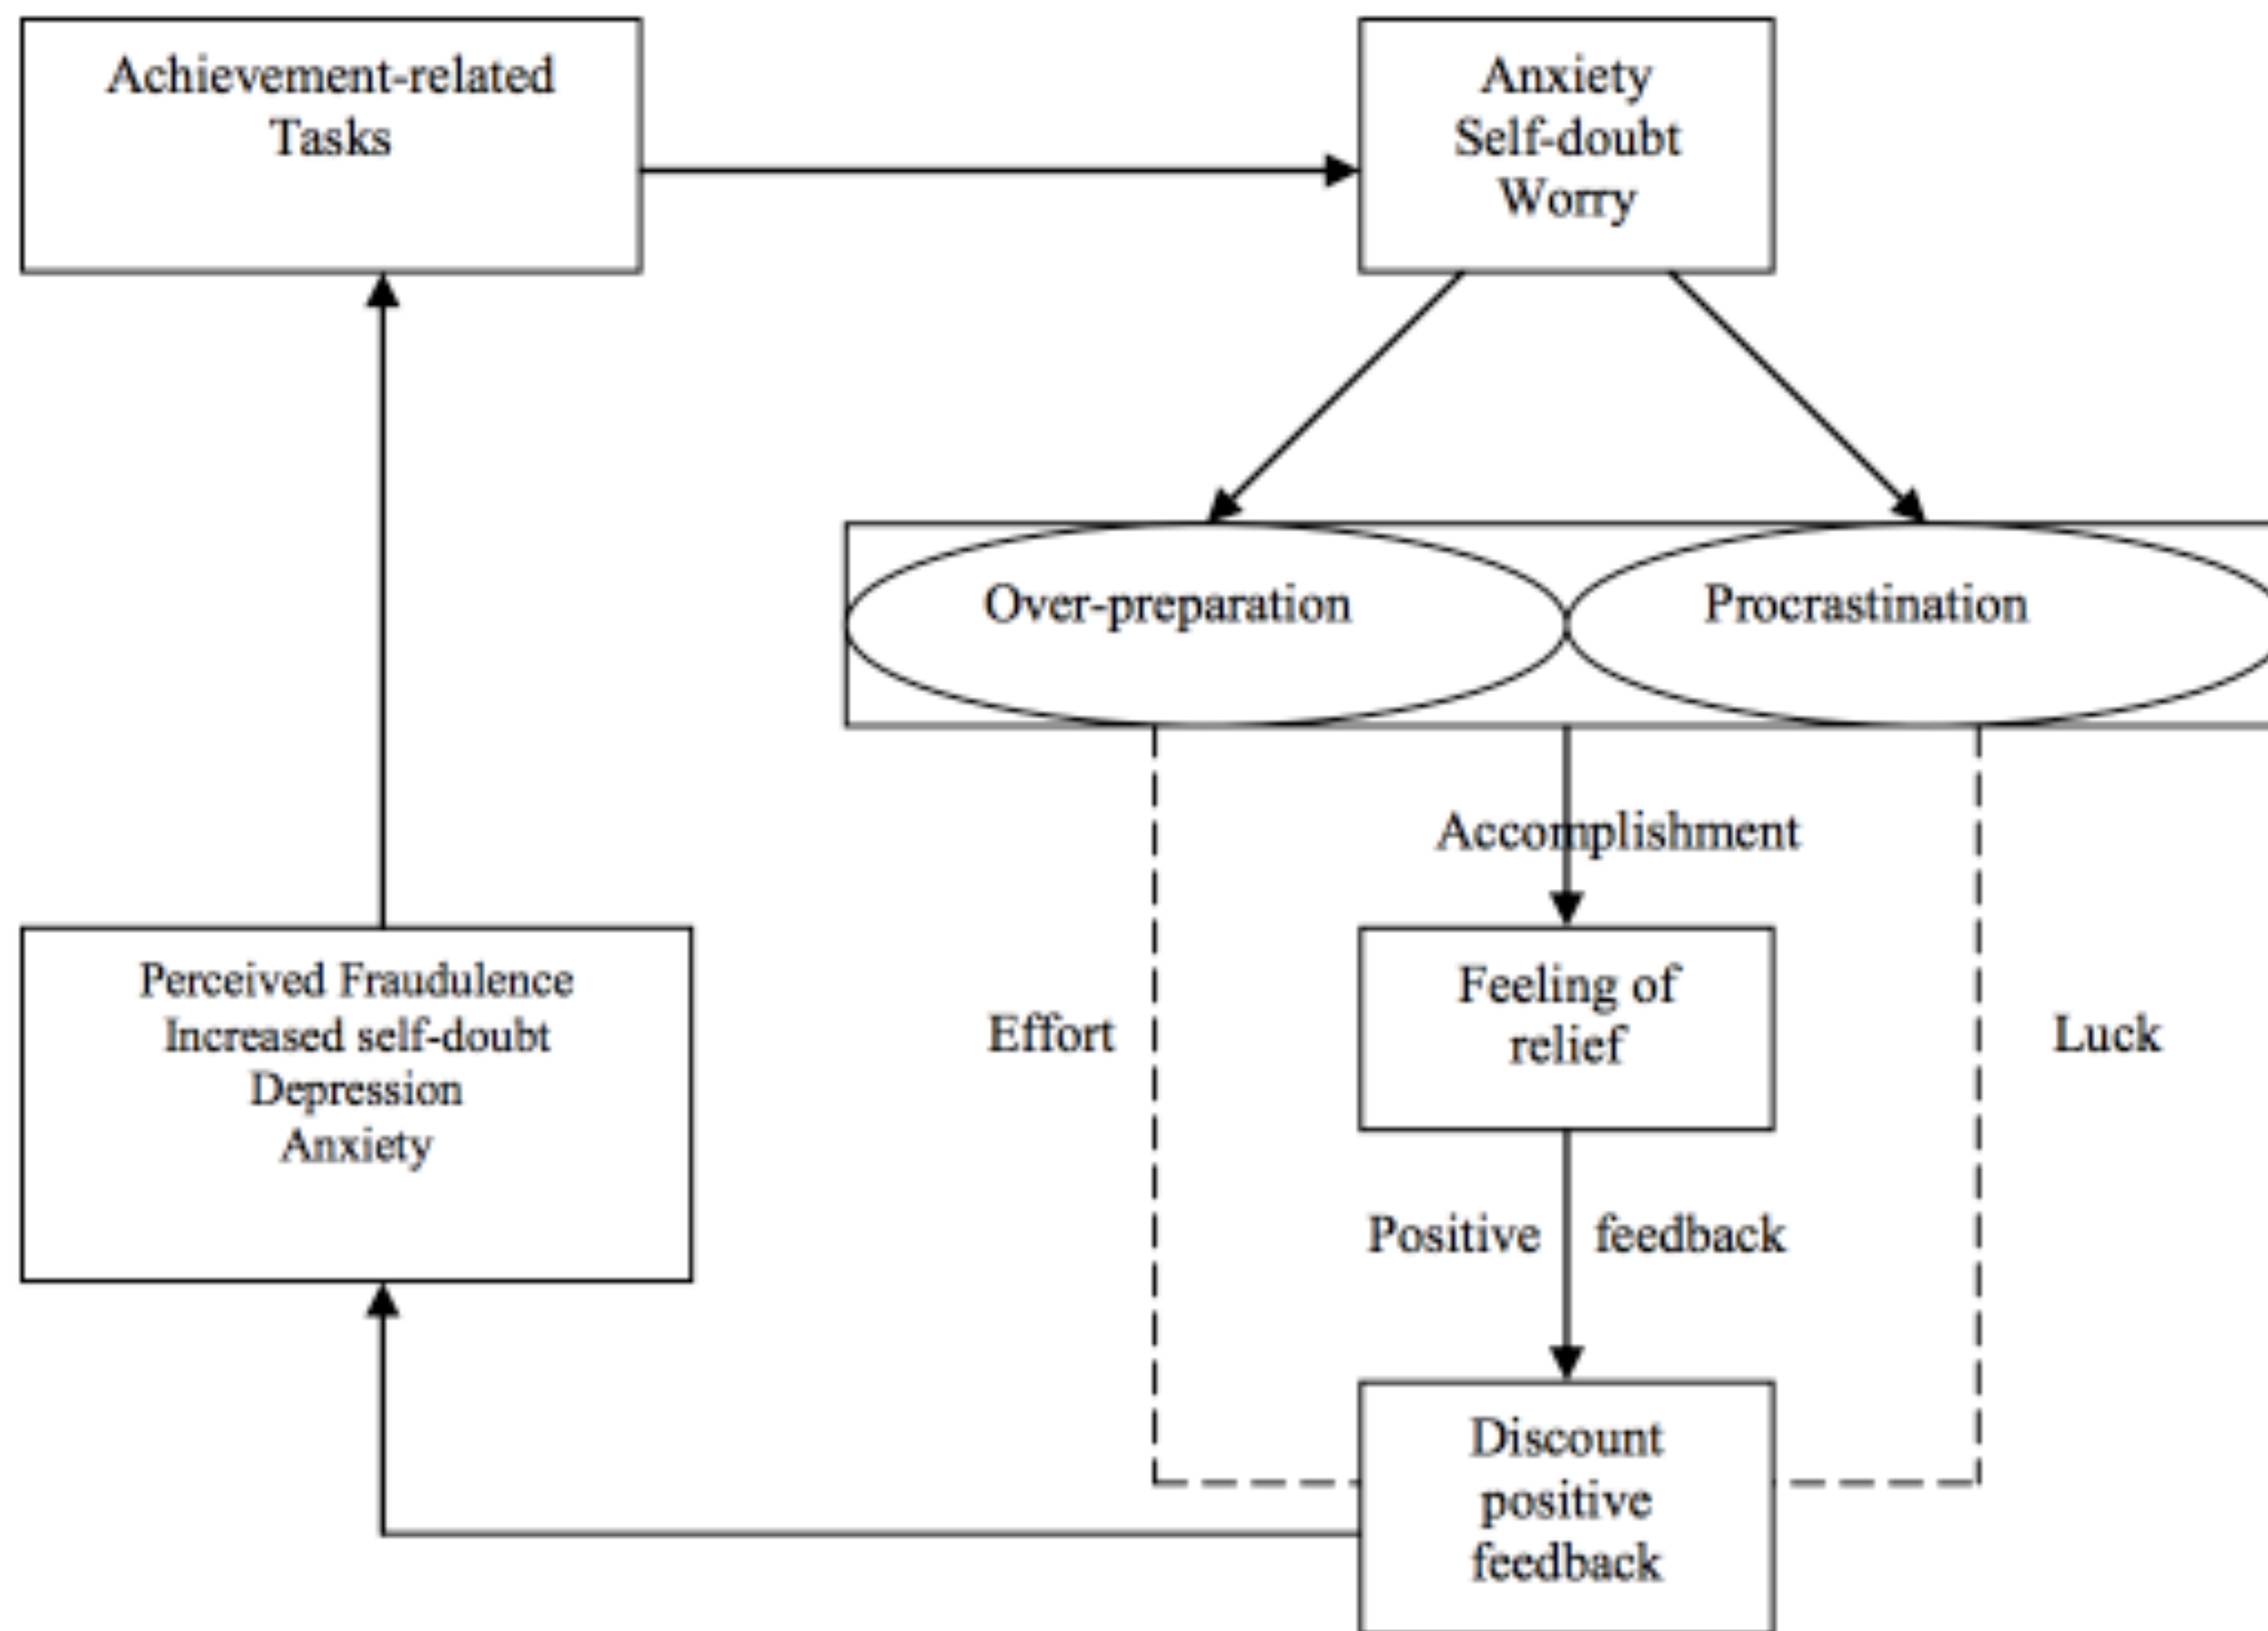 Achievement-related
Tasks
Anxiety
Self-doubt
Worry
Over-preparation
Procrastination
Accomplishment
Perceived Fraudulence
Increased self-doubt
Depression
Anxiety
Effort
Feeling of
relief
Luck
Positive feedback
Discount
positive
feedback